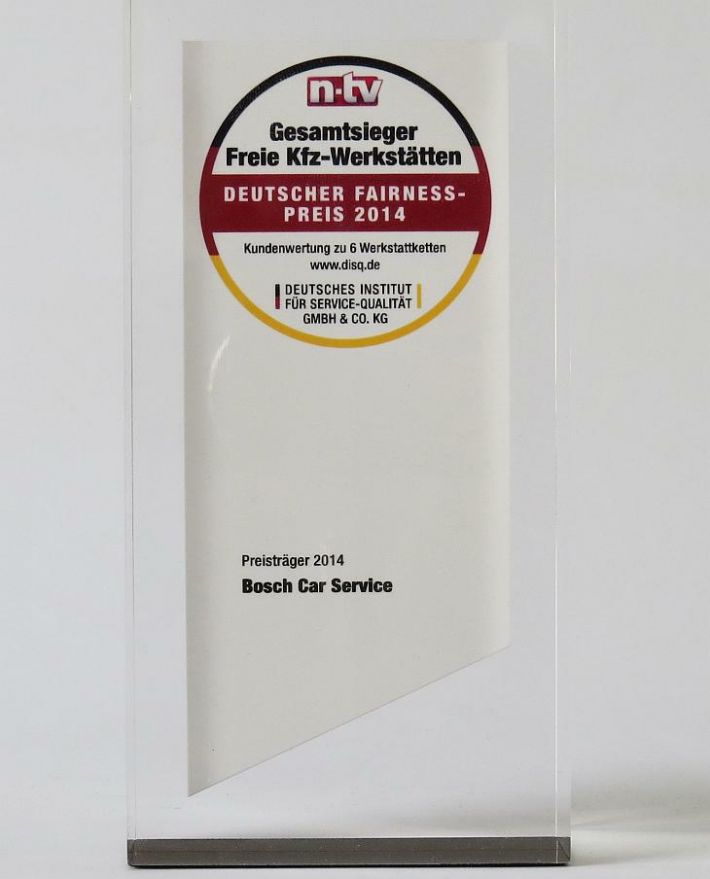 n-tv
Gesamtsieger
Freie Kfz-Werkstätten
DEUTSCHER FAIRNESS-
PREIS 2014
Kundenwertung zu 6 Werkstattketten
www.disq.de
DEUTSCHES INSTITUT
FÜR SERVICE-QUALITÄT
GMBH & CO. KG
Preisträger 2014
Bosch Car Service